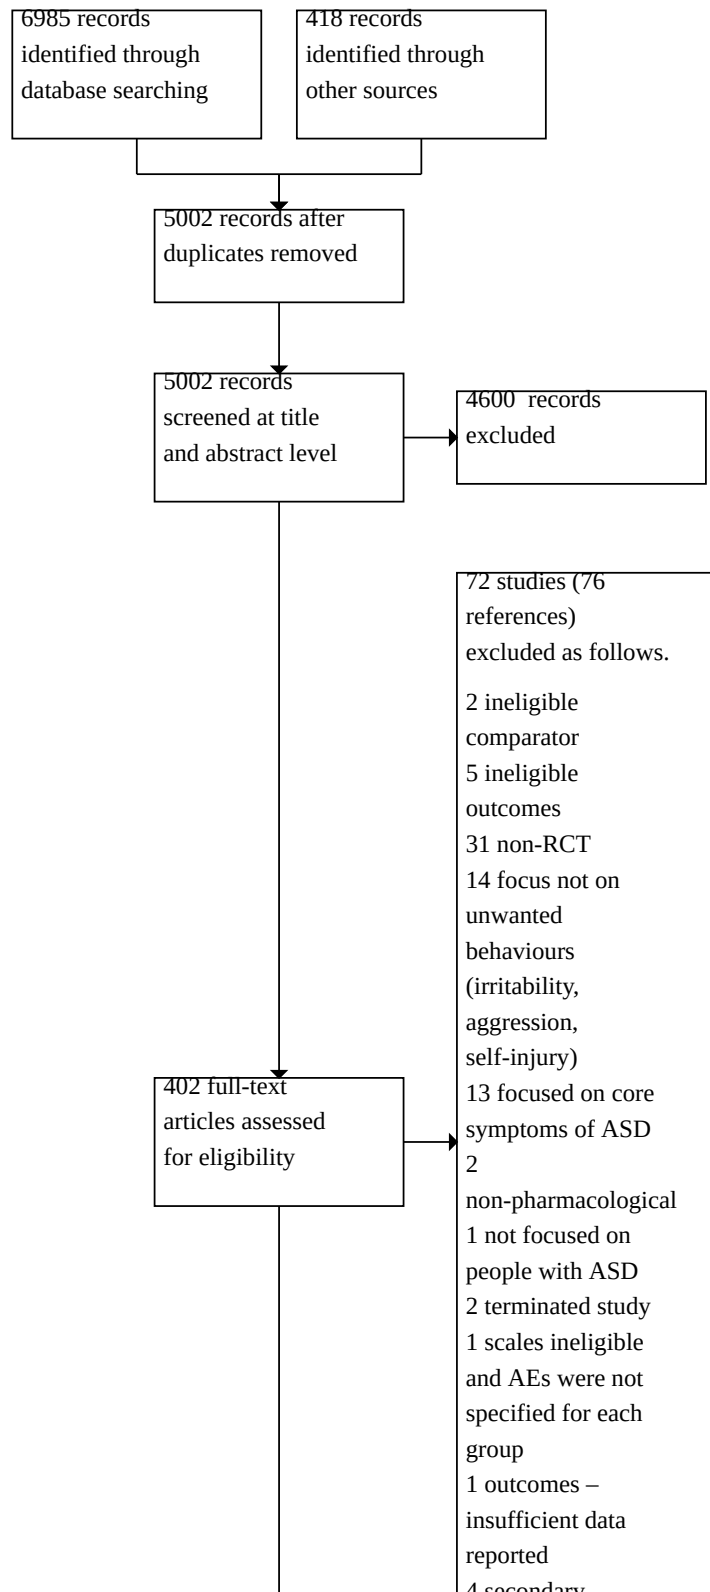 6985 records
identified through
database searching
418 records
identified through
other sources
5002 records after
duplicates removed
5002 records
screened at title
and abstract level
4600  records
excluded
72 studies (76
references)
excluded as follows.
2 ineligible
comparator
5 ineligible
outcomes
31 non-RCT
14 focus not on
unwanted
behaviours
(irritability,
aggression,
self-injury)
13 focused on core
symptoms of ASD
2
non-pharmacological
1 not focused on
people with ASD
2 terminated study
1 scales ineligible
and AEs were not
specified for each
group
1 outcomes –
insufficient data
reported
4 secondary
402 full-text
articles assessed
for eligibility